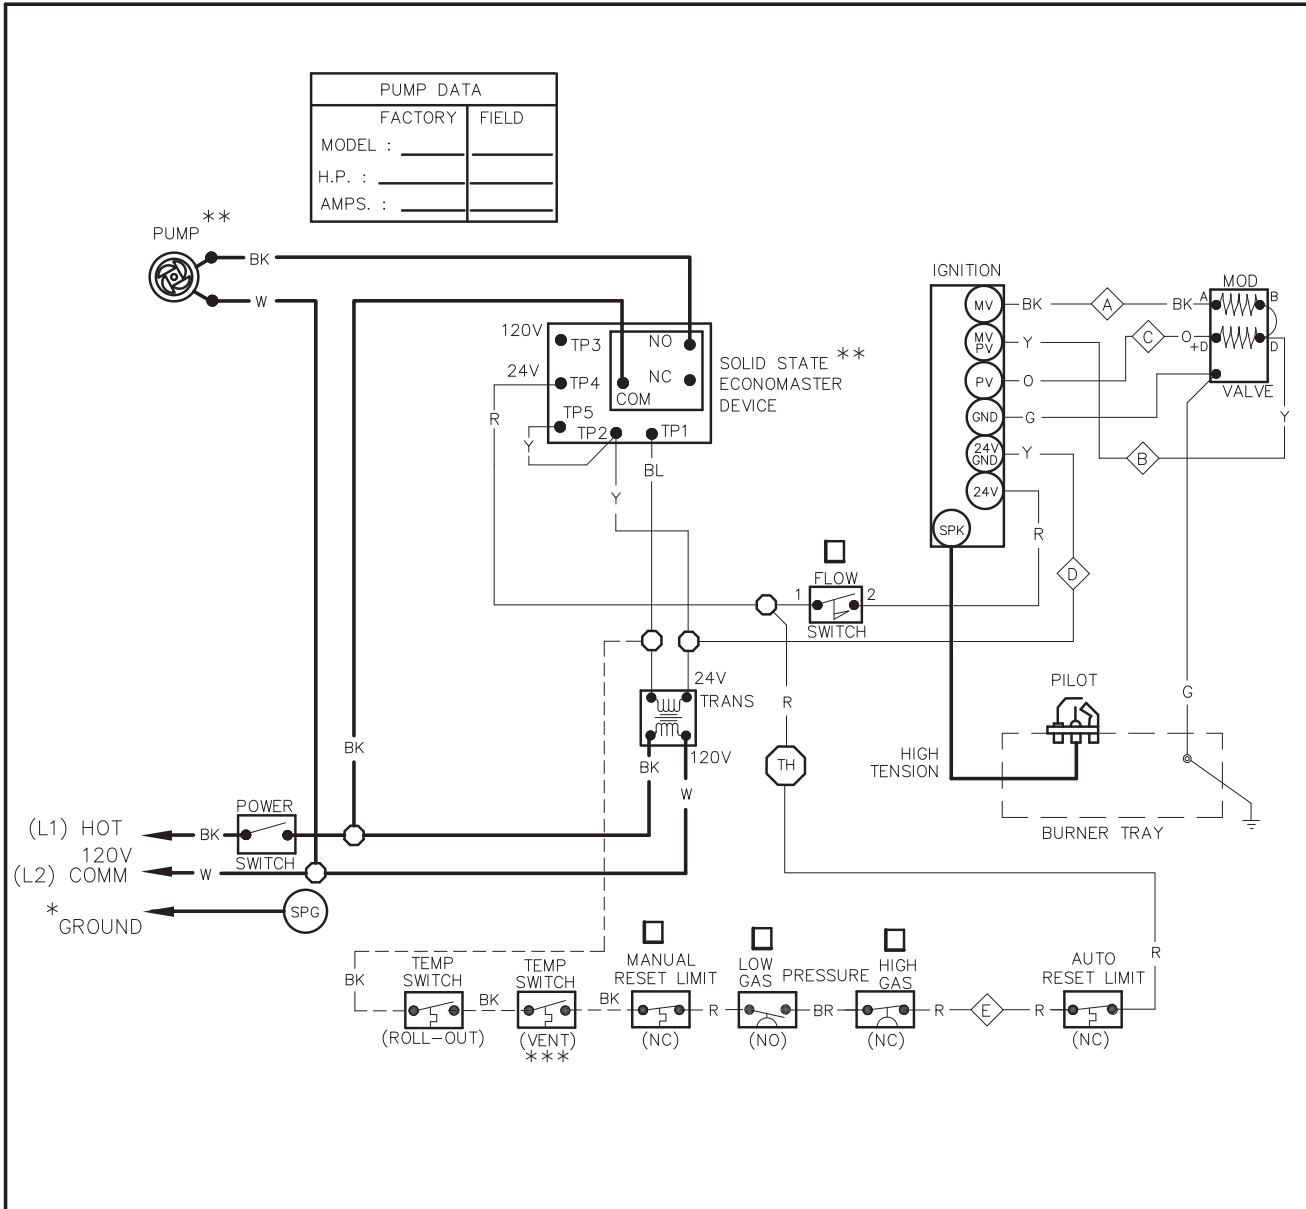 PUMP DATA
FACTORY FIELD
MODEL :
H.P. :
AMPS. :
**
PUMP
BK
W
120V
TP3
24V
TP4
TP5
TP2
TP1
NO
NC
COM
SOLID STATE **
ECONOMASTER
DEVICE
R
Y
BL
Y
IGNITION
MV
BK
A
BK
MV
PV
Y
C
O
PV
O
GND
G
24V
GND
Y
B
24V
SPK
R
D
MOD
A
B
+D
D
VALVE
Y
G
FLOW
1
2
SWITCH
24V
TRANS
120V
BK
W
R
TH
BK
PILOT
HIGH
TENSION
BURNER TRAY
POWER
(L1) HOT
BK
SWITCH
120V
(L2) COMM
W
*
GROUND
SPG
BK
TEMP
SWITCH
(ROLL-OUT)
BK
TEMP
SWITCH
(VENT)
***
BK
MANUAL
RESET LIMIT
(NC)
R
LOW
GAS
PRESSURE
(NO)
BR
HIGH
GAS
(NC)
R
E
R
AUTO
RESET LIMIT
(NC)
R